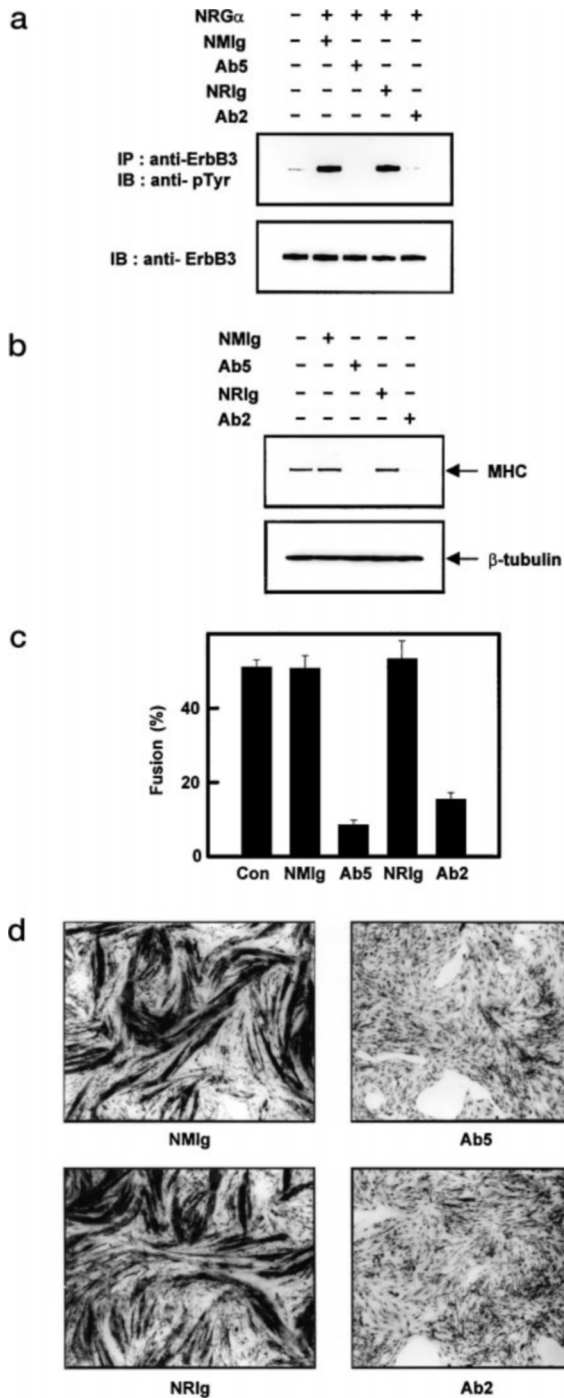 a
NRGα - + + + +
NMIg - + - - -
Ab5 - - + - -
NRIg - - - + -
Ab2 - - - - +
IP : anti-ErbB3
IB : anti- pTyr
IB : anti- ErbB3
b
NMIg - + - - -
Ab5 - - + - -
NRIg - - - + -
Ab2 - - - - +
MHC
β-tubulin
c
Fusion (%)
40
20
0
Con NMIg Ab5 NRIg Ab2
d
NMIg Ab5
NRIg Ab2